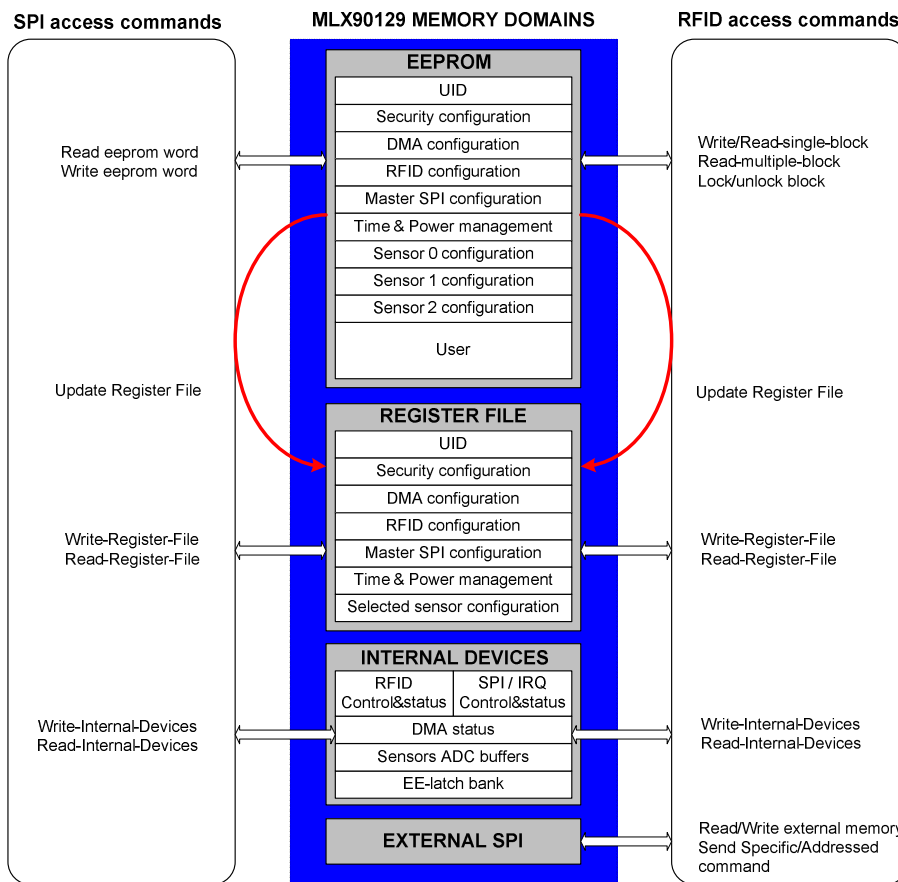 SPI access commands
MLX90129 MEMORY DOMAINS
RFID access commands
EEPROM
UID
Security configuration
DMA configuration
RFID configuration
Master SPI configuration
Time & Power management
Sensor 0 configuration
Sensor 1 configuration
Sensor 2 configuration
User
Read eeprom word
Write eeprom word
Write/Read-single-block
Read-multiple-block
Lock/unlock block
Update Register File
Update Register File
REGISTER FILE
UID
Security configuration
DMA configuration
RFID configuration
Master SPI configuration
Time & Power management
Selected sensor configuration
Write-Register-File
Read-Register-File
Write-Register-File
Read-Register-File
INTERNAL DEVICES
RFID
Control&status
SPI / IRQ
Control&status
DMA status
Sensors ADC buffers
EE-latch bank
Write-Internal-Devices
Read-Internal-Devices
Write-Internal-Devices
Read-Internal-Devices
EXTERNAL SPI
Read/Write external memory
Send Specific/Addressed
command